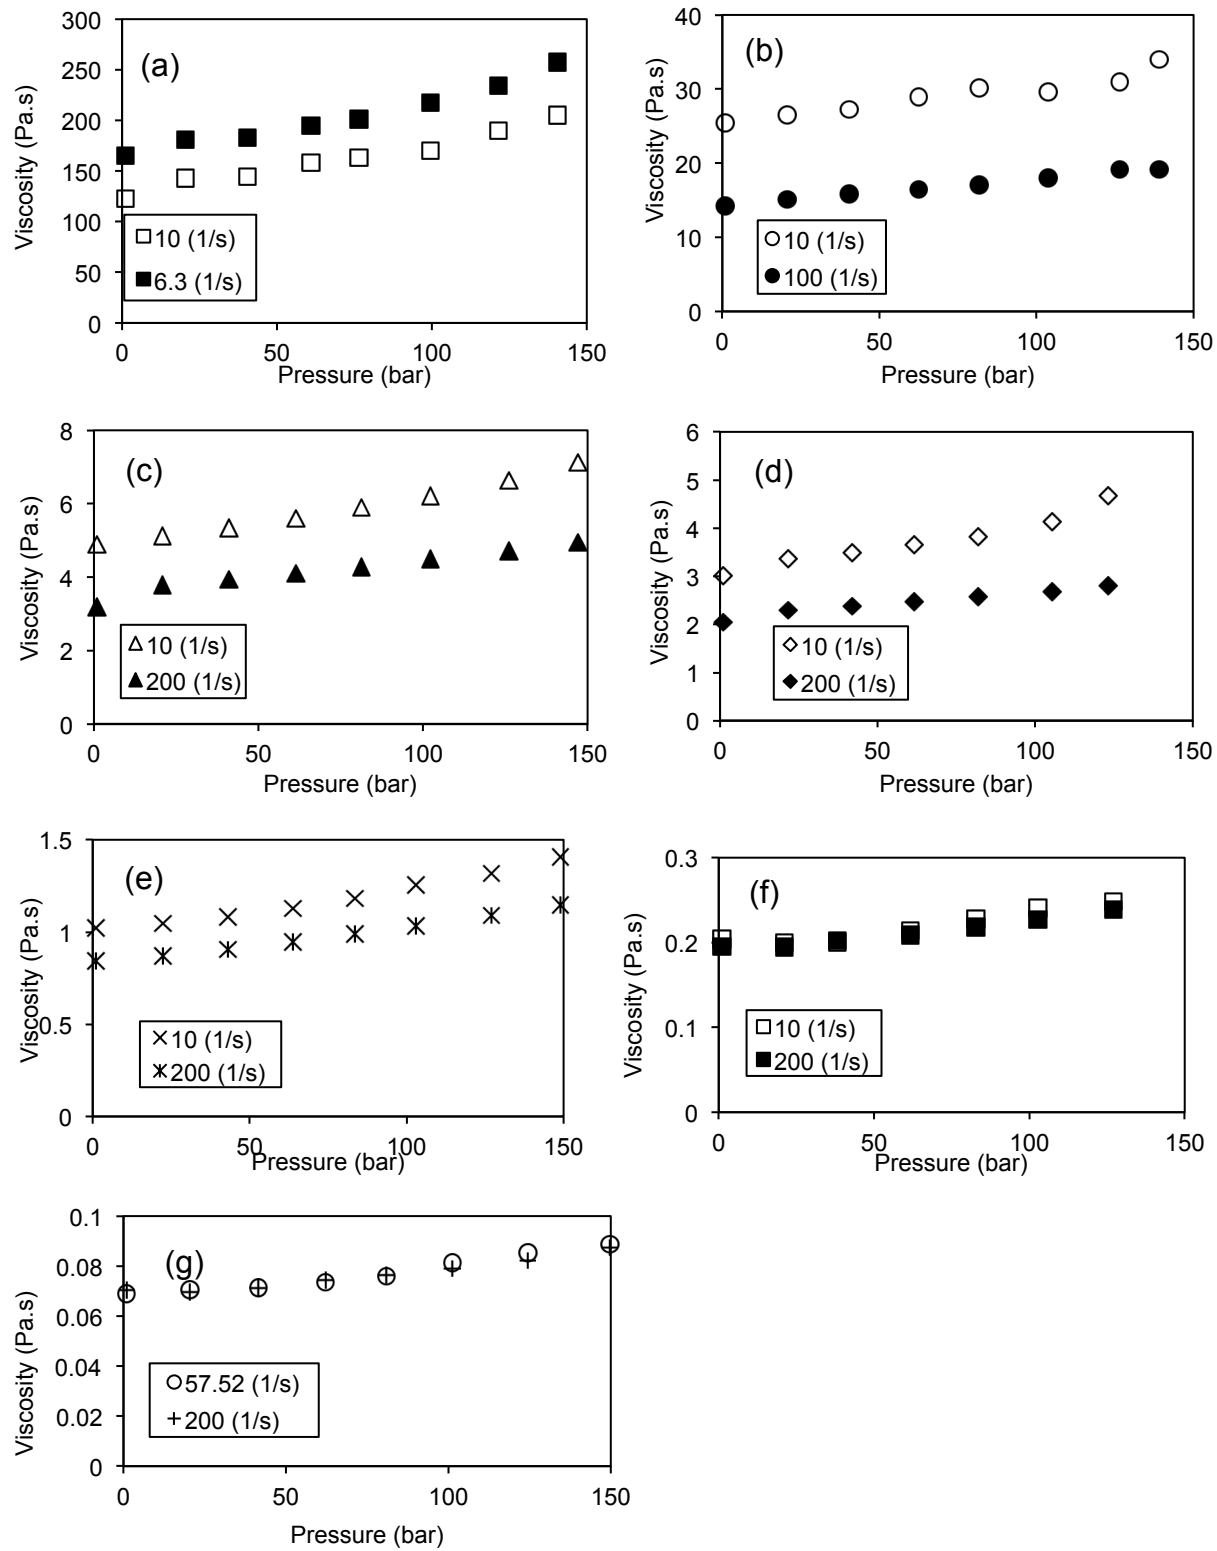 300
250
200
150
100
50
0
Viscosity (Pa.s)
(a)
10 (1/s)
6.3 (1/s)
0 50 100 150
Pressure (bar)
40
30
20
10
0
Viscosity (Pa.s)
(b)
10 (1/s)
100 (1/s)
0 50 100 150
Pressure (bar)
8
6
4
2
0
Viscosity (Pa.s)
(c)
10 (1/s)
200 (1/s)
0 50 100 150
Pressure (bar)
6
5
4
3
2
1
0
Viscosity (Pa.s)
(d)
10 (1/s)
200 (1/s)
0 50 100 150
Pressure (bar)
1.5
1
0.5
0
Viscosity (Pa.s)
(e)
10 (1/s)
200 (1/s)
0 50 100 150
Pressure (bar)
0.3
0.2
0.1
0
Viscosity (Pa.s)
(f)
10 (1/s)
200 (1/s)
0 50 100 150
Pressure (bar)
0.1
0.08
0.06
0.04
0.02
0
Viscosity (Pa.s)
(g)
57.52 (1/s)
200 (1/s)
0 50 100 150
Pressure (bar)